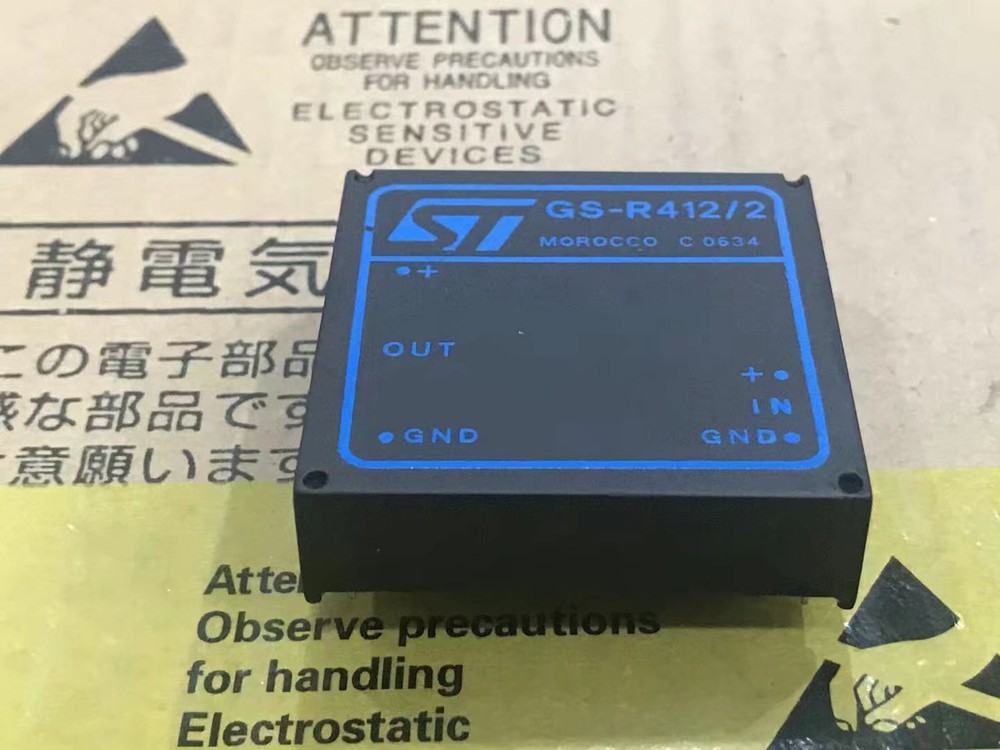 ATTENTION
OBSERVE PRECAUTIONS
FOR HANDLING
ELECTROSTATIC
SENSITIVE
DEVICES
静電気
この電子部品
感な部品です
意願います
ST GS-R412/2
MOROCCO C 0634
+
OUT
+
IN
GND GND
Atte
Observe precautions
for handling
Electrostatic